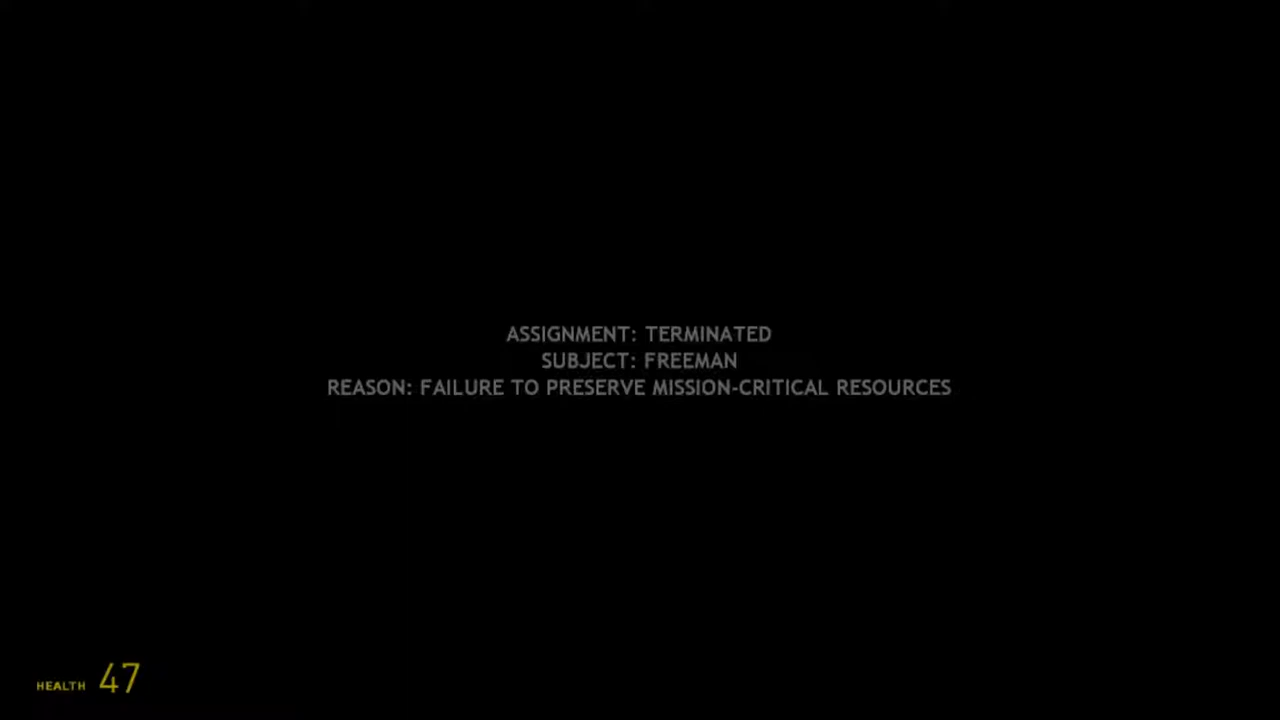 ASSIGNMENT: TERMINATED
SUBJECT: FREEMAN
REASON: FAILURE TO PRESERVE MISSION-CRITICAL RESOURCES
HEALTH 47